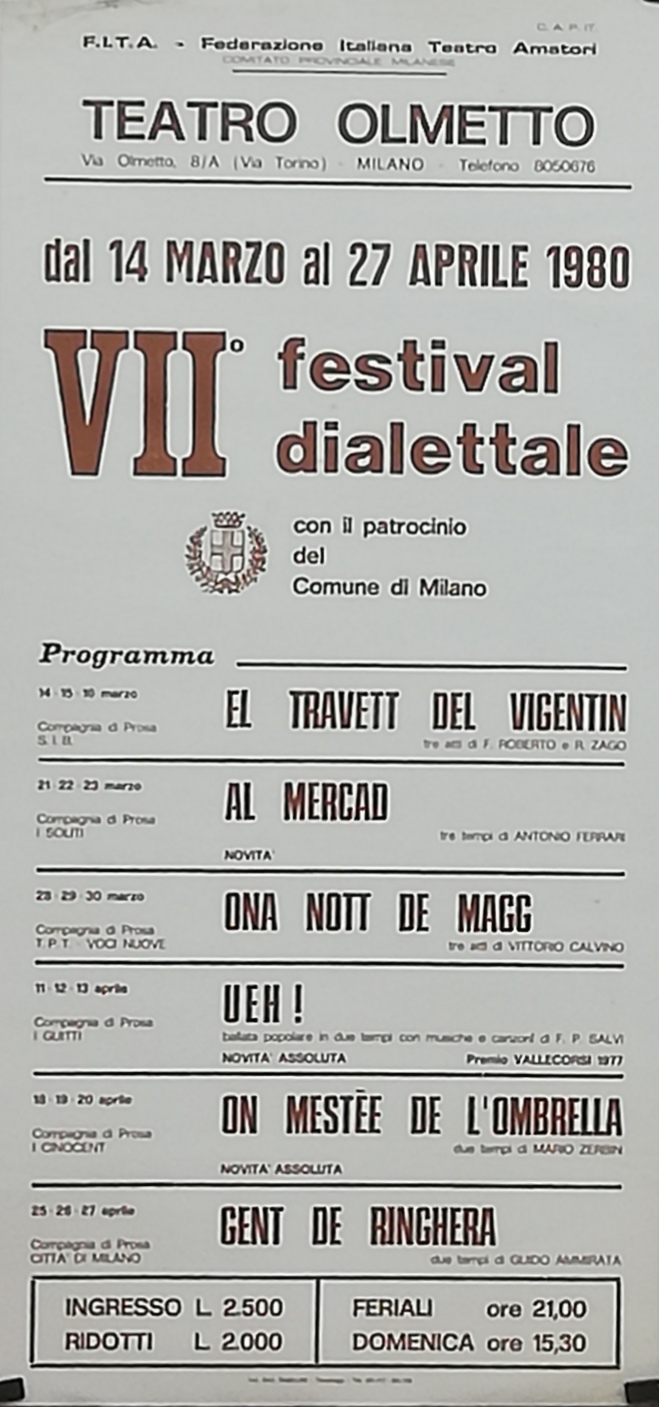 C. A. P. IT.
F.I.T.A. - Federazione Italiana Teatro Amatori
COMITATO PROVINCIALE MILANESE
TEATRO OLMETTO
Via Olmetto, 8/A (Via Torino) - MILANO - Telefono 8050676
dal 14 MARZO al 27 APRILE 1980
VII° festival
dialettale
con il patrocinio
del
Comune di Milano
Programma
14 - 15 - 16 marzo
EL TRAVETT DEL VIGENTIN
Compagnia di Prosa
S. I. B.
tre atti di F. ROBERTO e R. ZAGO
21 22 23 marzo
AL MERCAD
Compagnia di Prosa
I SOLITI
tre tempi di ANTONIO FERRARI
NOVITA'
28 - 29 - 30 marzo
ONA NOTT DE MAGG
Compagnia di Prosa
T. P. T. - VOCI NUOVE
tre atti di VITTORIO CALVINO
11 - 12 - 13 aprile
UEH !
Compagnia di Prosa
I GUITTI
ballata popolare in due tempi con musiche e canzoni di F. P. SALVI
NOVITA' ASSOLUTA Premio VALLECORSI 1977
18 - 19 - 20 aprile
ON MESTÈE DE L'OMBRELLA
Compagnia di Prosa
I CINOCENT
due tempi di MARIO ZERBIN
NOVITA' ASSOLUTA
25 - 26 - 27 aprile
GENT DE RINGHERA
Compagnia di Prosa
CITTA' DI MILANO
due tempi di GUIDO AMMIRATA
INGRESSO L. 2.500
RIDOTTI L. 2.000
FERIALI ore 21,00
DOMENICA ore 15,30